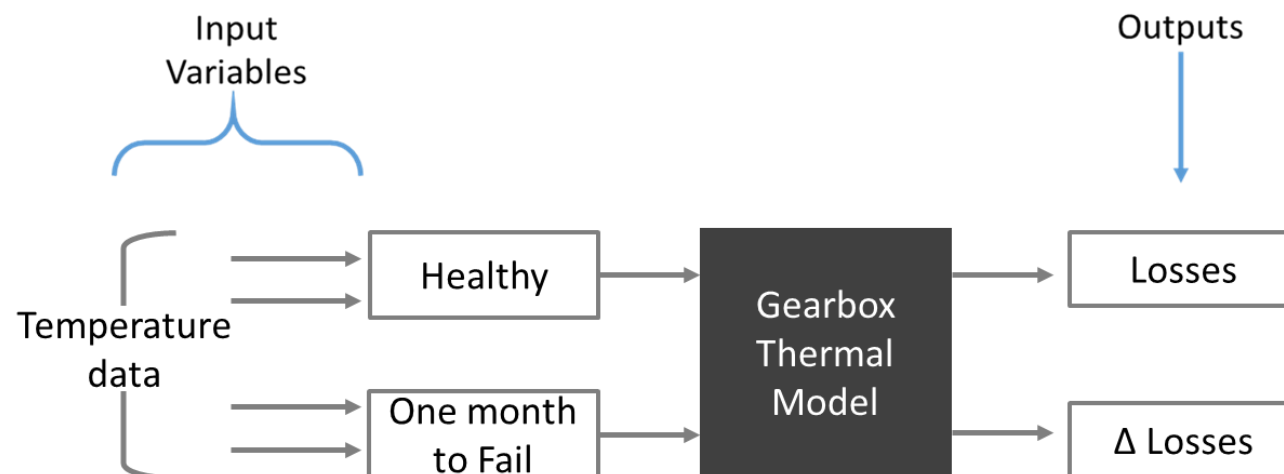 Input
Variables
Outputs
Temperature
data
Healthy
One month
to Fail
Gearbox
Thermal
Model
Losses
Δ Losses